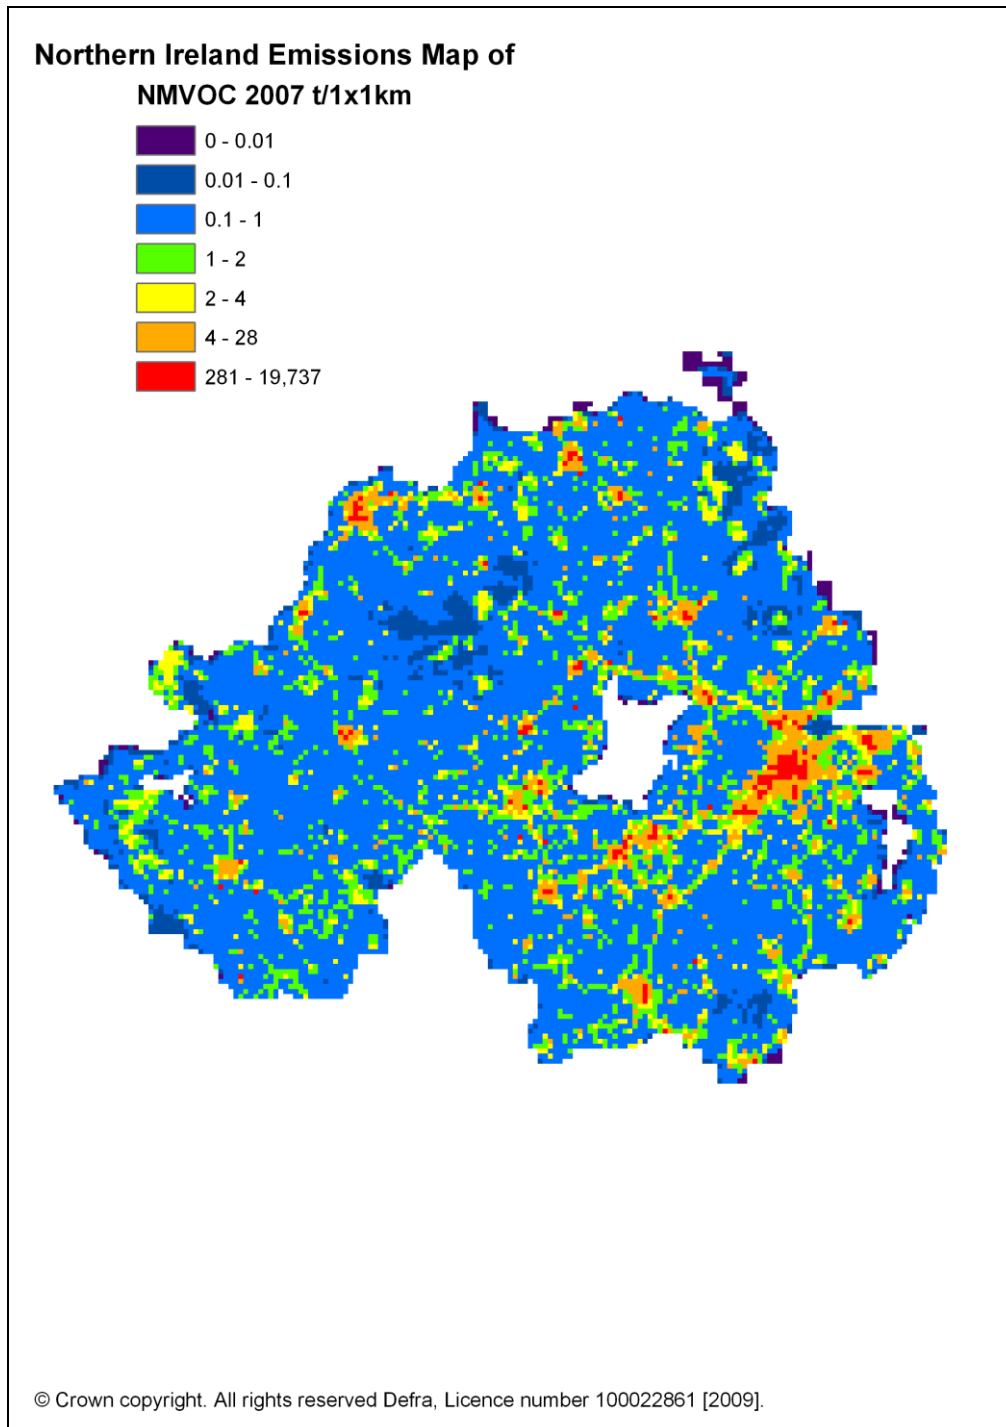 Northern Ireland Emissions Map of
NMVOC 2007 t/1x1km
0 - 0.01
0.01 - 0.1
0.1 - 1
1 - 2
2 - 4
4 - 28
281 - 19,737
© Crown copyright. All rights reserved Defra, Licence number 100022861 [2009].